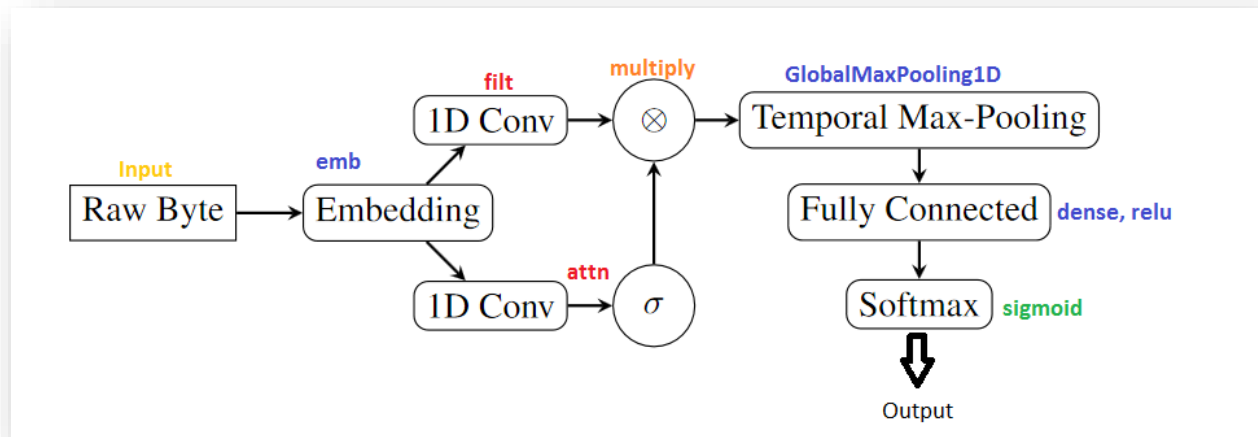 Input
Raw Byte
emb
Embedding
filt
1D Conv
attn
1D Conv
σ
multiply
⊗
GlobalMaxPooling1D
Temporal Max-Pooling
Fully Connected
dense, relu
Softmax
sigmoid
Output